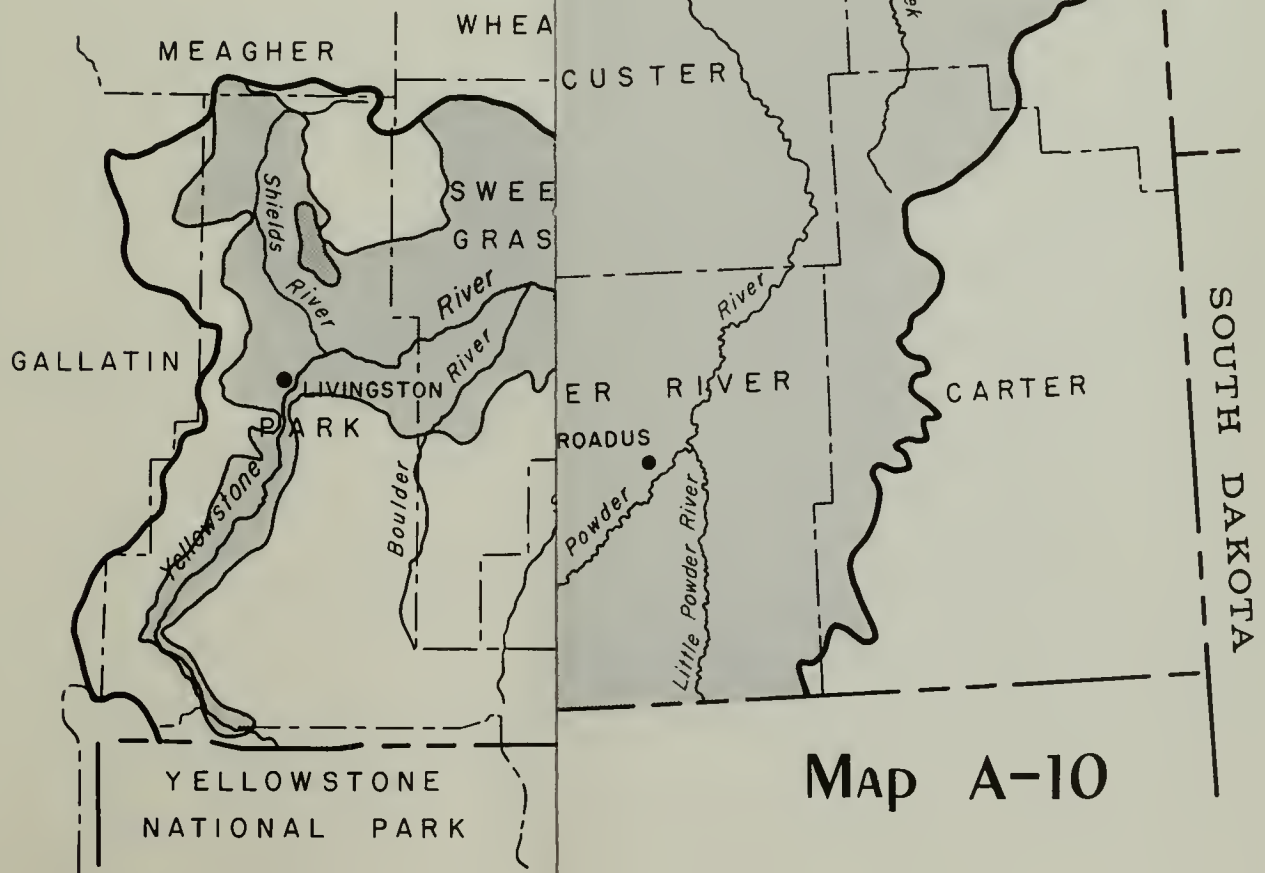 WHEA
MEAGHER
SWEE
GRAS
Shields
River
River
River
GALLATIN
LIVINGSTON
PARK
Yellowstone
Boulder
YELLOWSTONE
NATIONAL PARK
ek
CUSTER
River
ER RIVER
ROADUS
Powder
Little Powder River
CARTER
SOUTH DAKOTA
MAP A-10